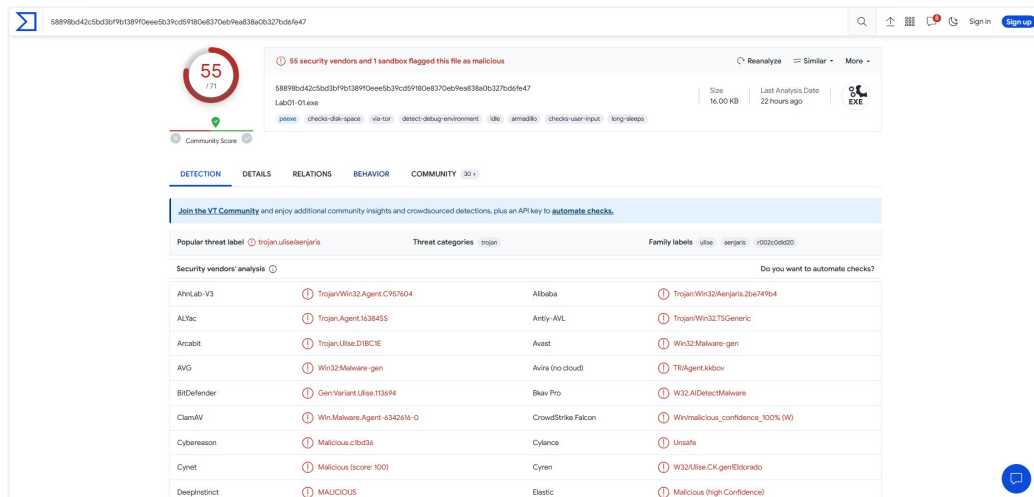 58898bd42c5bd3bf9b1389f0eee5b39cd59180e8370eb9ea838a0b327bd6fe47
6
Sign in
Sign up
55
/ 71
Community Score
55 security vendors and 1 sandbox flagged this file as malicious
Reanalyze
Similar
More
58898bd42c5bd3bf9b1389f0eee5b39cd59180e8370eb9ea838a0b327bd6fe47
Lab01-01.exe
Size
16.00 KB
Last Analysis Date
22 hours ago
EXE
peexe checks-disk-space via-tor detect-debug-environment idle armadillo checks-user-input long-sleeps
DETECTION DETAILS RELATIONS BEHAVIOR COMMUNITY 30 +
Join the VT Community and enjoy additional community insights and crowdsourced detections, plus an API key to automate checks.
Popular threat label trojan.ulise/aenjaris Threat categories trojan Family labels ulise aenjaris r002c0did20
Security vendors' analysis Do you want to automate checks?
AhnLab-V3 Trojan/Win32.Agent.C957604 Alibaba Trojan:Win32/Aenjaris.2be749b4
ALYac Trojan.Agent.16384SS Antiy-AVL Trojan/Win32.TSGeneric
Arcabit Trojan.Ulise.D1BC1E Avast Win32:Malware-gen
AVG Win32:Malware-gen Avira (no cloud) TR/Agent.kkbov
BitDefender Gen:Variant.Ulise.113694 Bkav Pro W32.AIDetectMalware
ClamAV Win.Malware.Agent-6342616-0 CrowdStrike Falcon Win/malicious_confidence_100% (W)
Cybereason Malicious.c1bd36 Cylance Unsafe
Cynet Malicious (score: 100) Cyren W32/Ulise.CK.gen!Eldorado
DeepInstinct MALICIOUS Elastic Malicious (high Confidence)